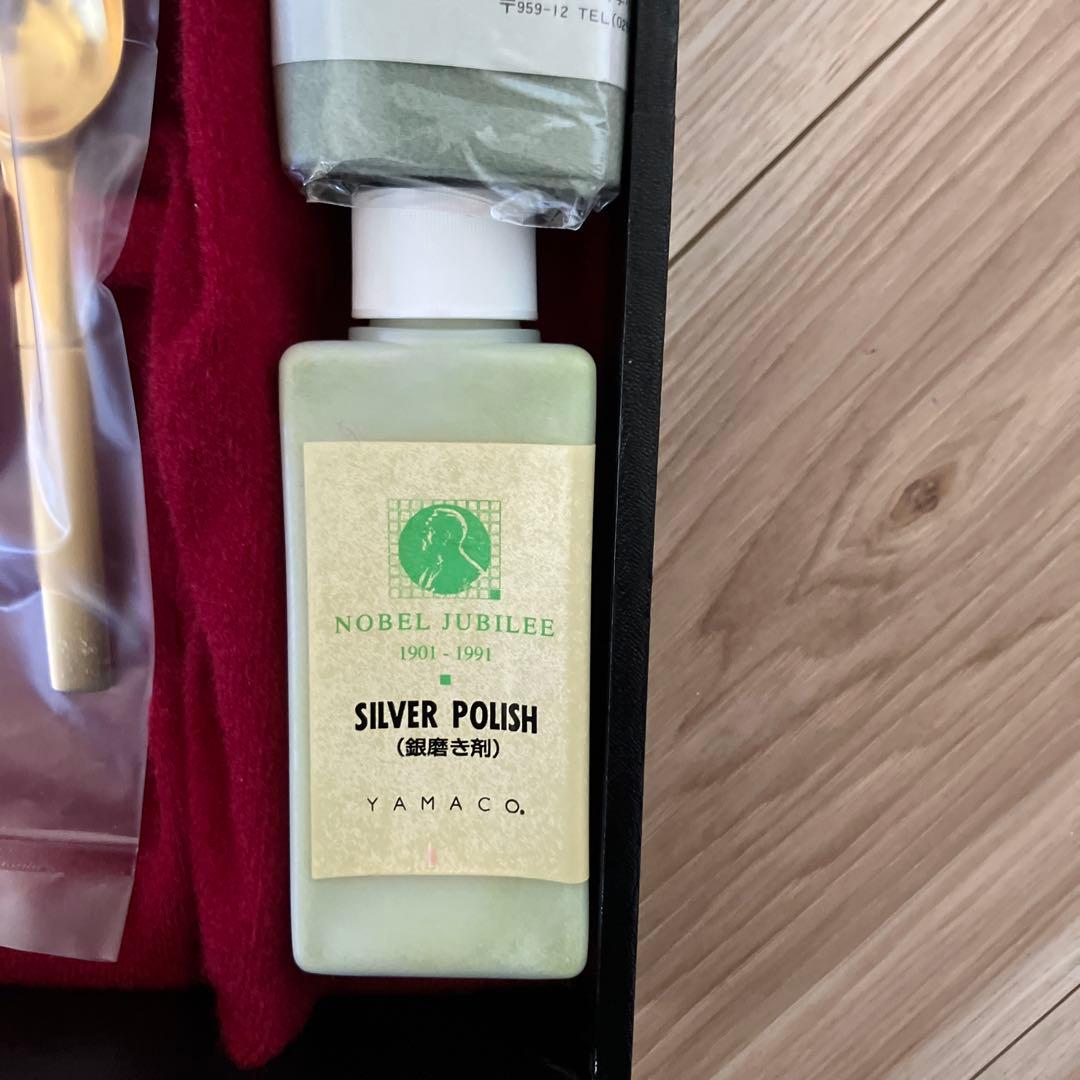 〒959-12 TEL(02
NOBEL JUBILEE
1901 - 1991
SILVER POLISH
(銀磨き剤)
YAMACO.